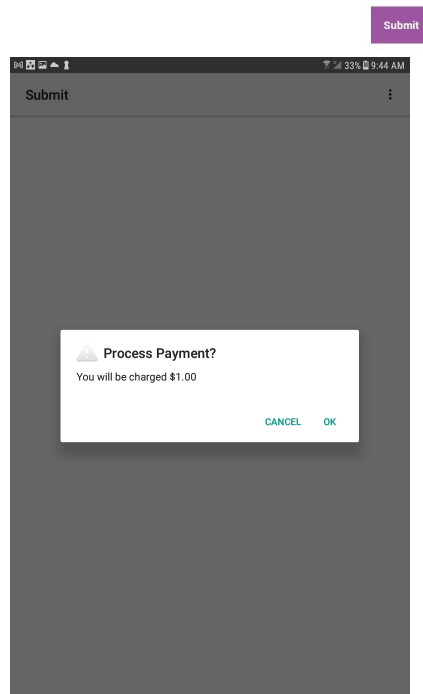 Submit
33% 9:44 AM
Submit
Process Payment?
You will be charged $1.00
CANCEL OK